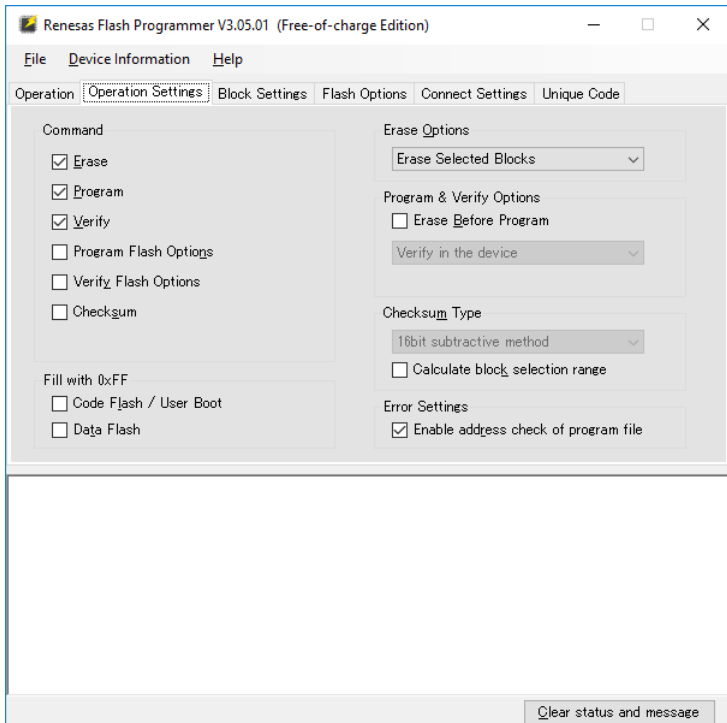 Renesas Flash Programmer V3.05.01 (Free-of-charge Edition)
File Device Information Help
Operation Operation Settings Block Settings Flash Options Connect Settings Unique Code
Command
Erase
Program
Verify
Program Flash Options
Verify Flash Options
Checksum
Fill with 0xFF
Code Flash / User Boot
Data Flash
Erase Options
Erase Selected Blocks
Program & Verify Options
Erase Before Program
Verify in the device
Checksum Type
16bit subtractive method
Calculate block selection range
Error Settings
Enable address check of program file
Clear status and message